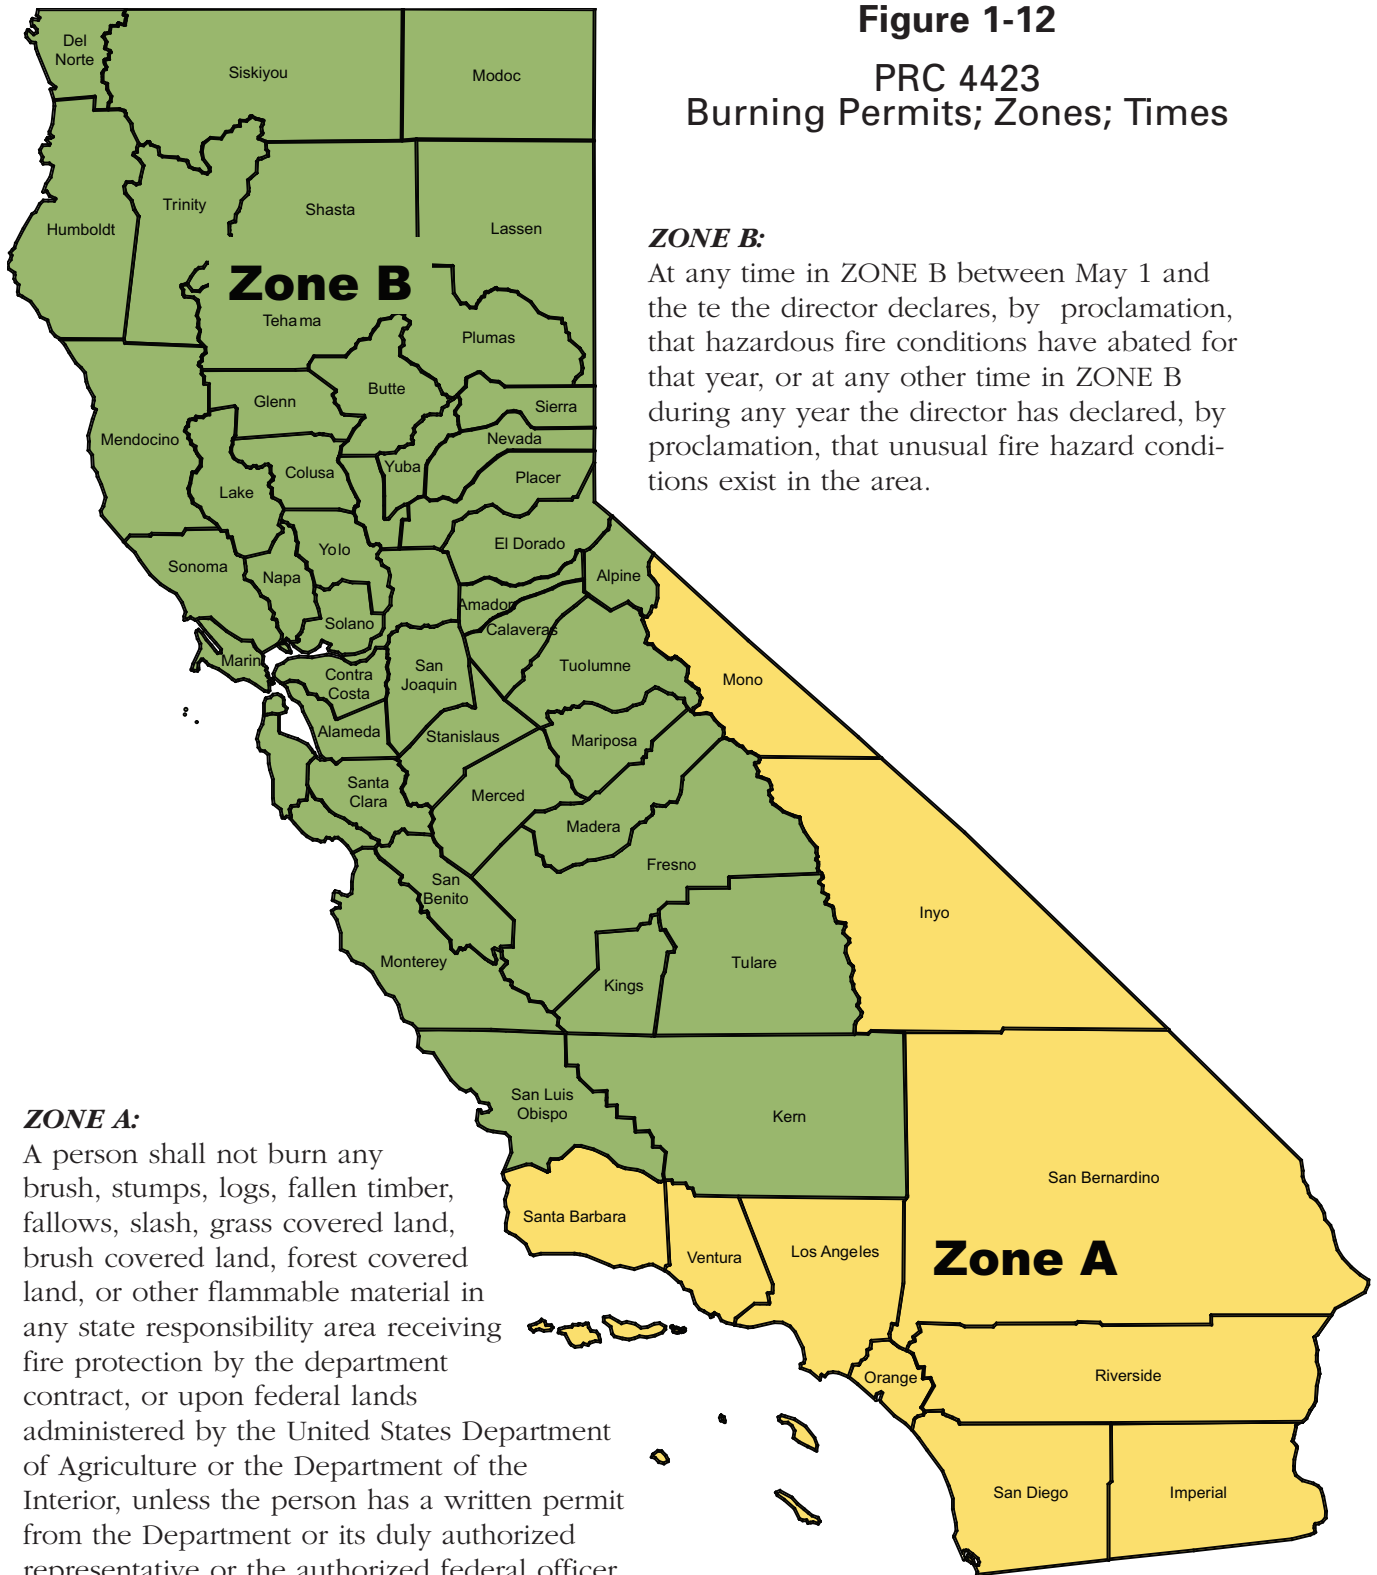 Figure 1-12
PRC 4423
Burning Permits; Zones; Times
Del
Norte
Siskiyou
Modoc
Humboldt
Trinity
Shasta
Lassen
Zone B
Tehama
Plumas
Butte
Glenn
Sierra
Mendocino
Nevada
Colusa
Yuba
Placer
Lake
El Dorado
Yolo
Sonoma
Napa
Alpine
Amador
Solano
Calaveras
Marin
Contra
Costa
San
Joaquin
Tuolumne
Mono
Alameda
Stanislaus
Mariposa
Santa
Clara
Merced
Madera
Fresno
San
Benito
Inyo
Monterey
Kings
Tulare
San Luis
Obispo
Kern
San Bernardino
Santa Barbara
Ventura
Los Angeles
Zone A
Orange
Riverside
San Diego
Imperial
ZONE B:
At any time in ZONE B between May 1 and
the te the director declares, by proclamation,
that hazardous fire conditions have abated for
that year, or at any other time in ZONE B
during any year the director has declared, by
proclamation, that unusual fire hazard condi-
tions exist in the area.
ZONE A:
A person shall not burn any
brush, stumps, logs, fallen timber,
fallows, slash, grass covered land,
brush covered land, forest covered
land, or other flammable material in
any state responsibility area receiving
fire protection by the department
contract, or upon federal lands
administered by the United States Department
of Agriculture or the Department of the
Interior, unless the person has a written permit
from the Department or its duly authorized
representative or the authorized federal officer